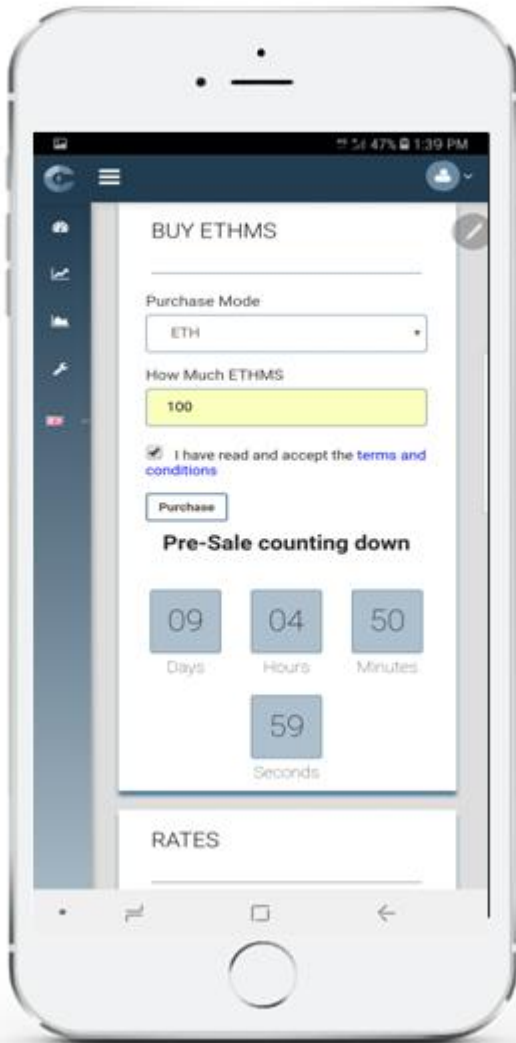 47% 1:39 PM
BUY ETHMS
Purchase Mode
ETH
How Much ETHMS
100
I have read and accept the terms and
conditions
Purchase
Pre-Sale counting down
09 04 50
Days Hours Minutes
59
Seconds
RATES